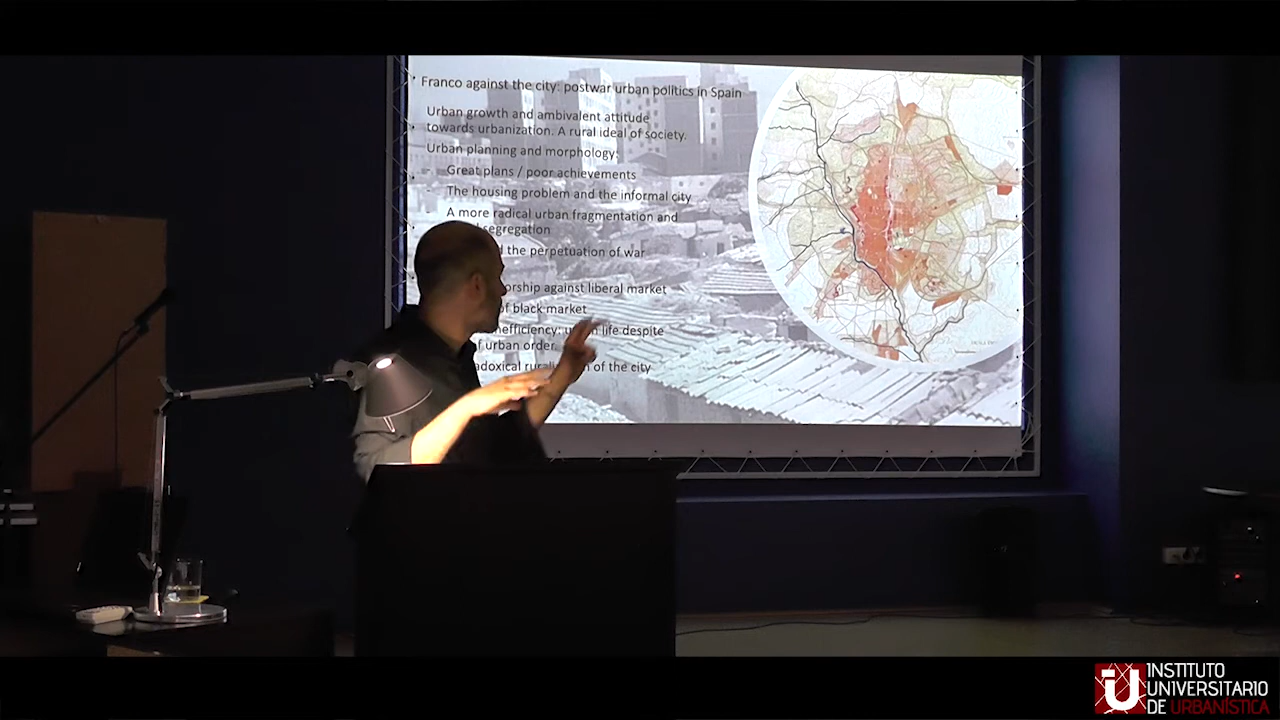 Franco against the city: postwar urban politics in Spain
Urban growth and ambivalent attitude
towards urbanization. A rural ideal of society.
Urban planning and morphology:
Great plans / poor achievements
The housing problem and the informal city
A more radical urban fragmentation and
segregation
the perpetuation of war
against liberal market
of black market
life despite
of urban order
of the city
INSTITUTO
UNIVERSITARIO
DE URBANÍSTICA